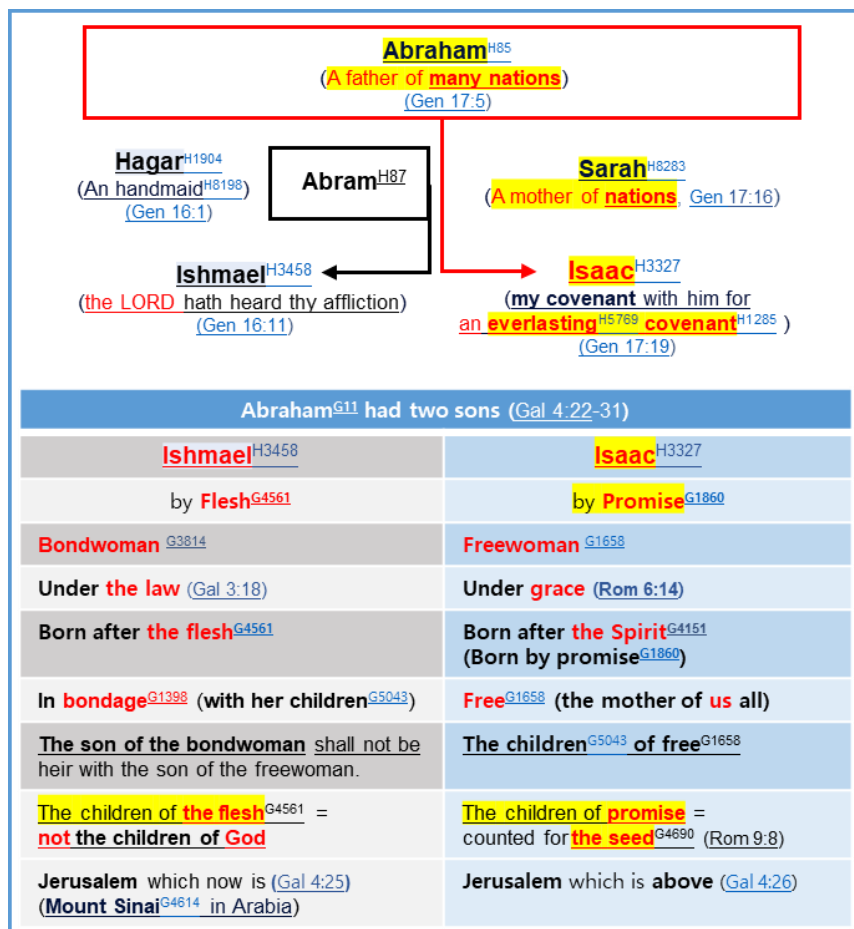 AbrahamH85
(A father of many nations)
(Gen 17:5)
HagarH1904
(An handmaidH8198)
(Gen 16:1)
AbramH87
SarahH8283
(A mother of nations, Gen 17:16)
IshmaelH3458
(the LORD hath heard thy affliction)
(Gen 16:11)
IsaacH3327
(my covenant with him for
an everlastingH5769 covenantH1285 )
(Gen 17:19)
AbrahamG11 had two sons (Gal 4:22-31)
IshmaelH3458
IsaacH3327
by FleshG4561
by PromiseG1860
Bondwoman G3814
Freewoman G1658
Under the law (Gal 3:18)
Under grace (Rom 6:14)
Born after the fleshG4561
Born after the SpiritG4151
(Born by promiseG1860)
In bondageG1398 (with her childrenG5043)
FreeG1658 (the mother of us all)
The son of the bondwoman shall not be
heir with the son of the freewoman.
The childrenG5043 of freeG1658
The children of the fleshG4561 =
not the children of God
The children of promise =
counted for the seedG4690 (Rom 9:8)
Jerusalem which now is (Gal 4:25)
(Mount SinaiG4614 in Arabia)
Jerusalem which is above (Gal 4:26)